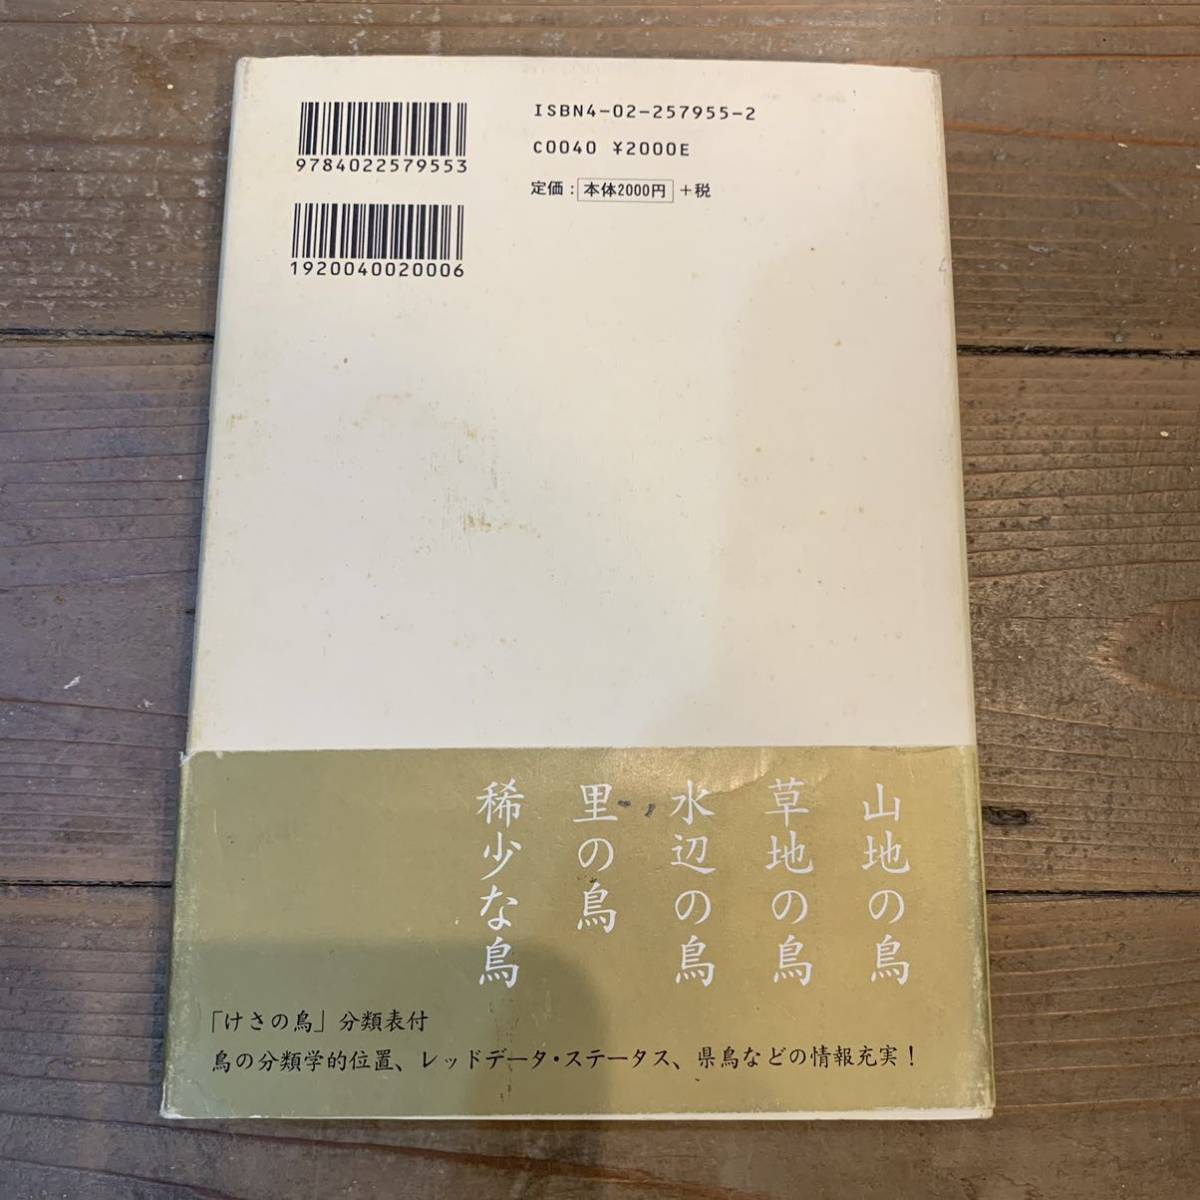 9784022579553
1920040020006
ISBN4-02-257955-2
C0040 ¥2000E
定価：本体2000円+税
山地の鳥
草地の鳥
水辺の鳥
里の鳥
稀少な鳥
「けさの鳥」分類表付
鳥の分類学的位置、レッドデータ・ステータス、県鳥などの情報充実！